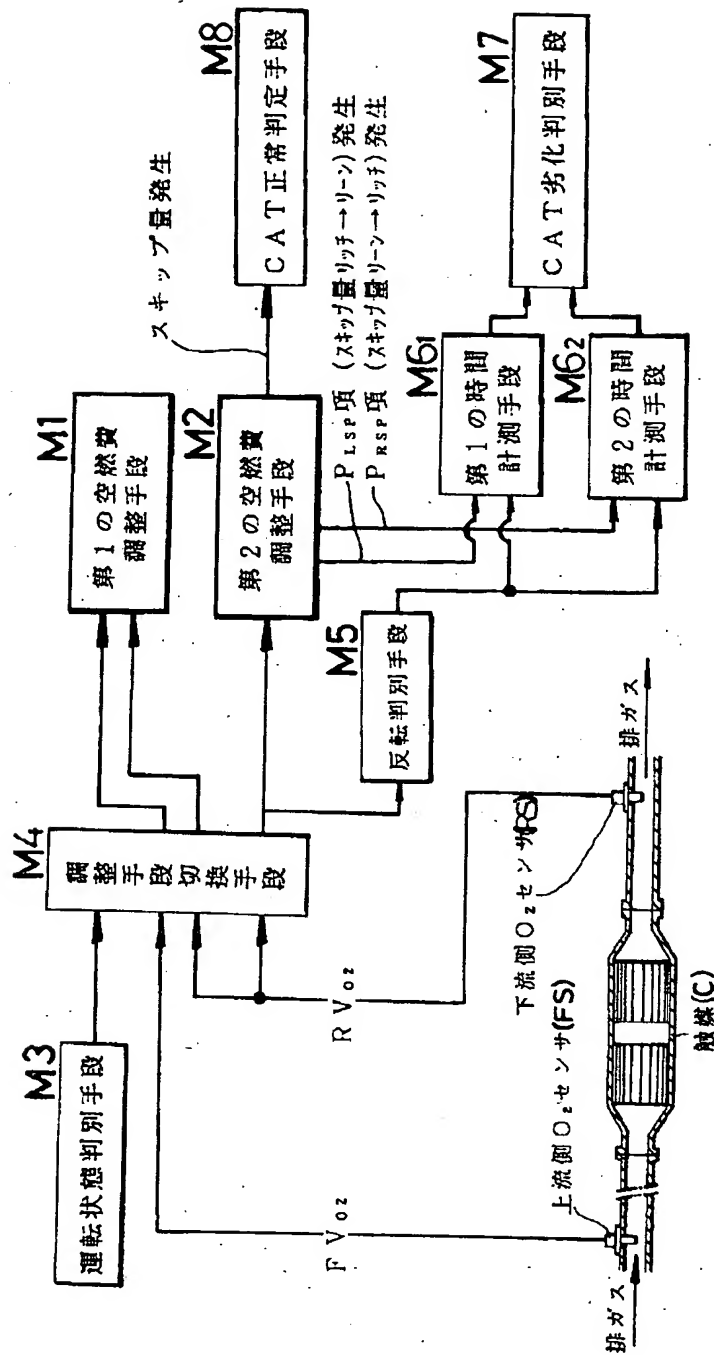 M3
運転状態判別手段
M4
調整手段切換手段
M1
第1の空燃費
調整手段
M2
第2の空燃費
調整手段
M5
反転判別手段
スキップ量発生
M8
CAT正常判定手段
PLSP項 (スキップ量リッチ→リーン)発生
PRSP項 (スキップ量リーン→リッチ)発生
M61
第1の時間
計測手段
M62
第2の時間
計測手段
M7
CAT劣化判別手段
FVO2
RVO2
排ガス
上流側O2センサ(FS)
触媒(C)
下流側O2センサ(RS)
排ガス